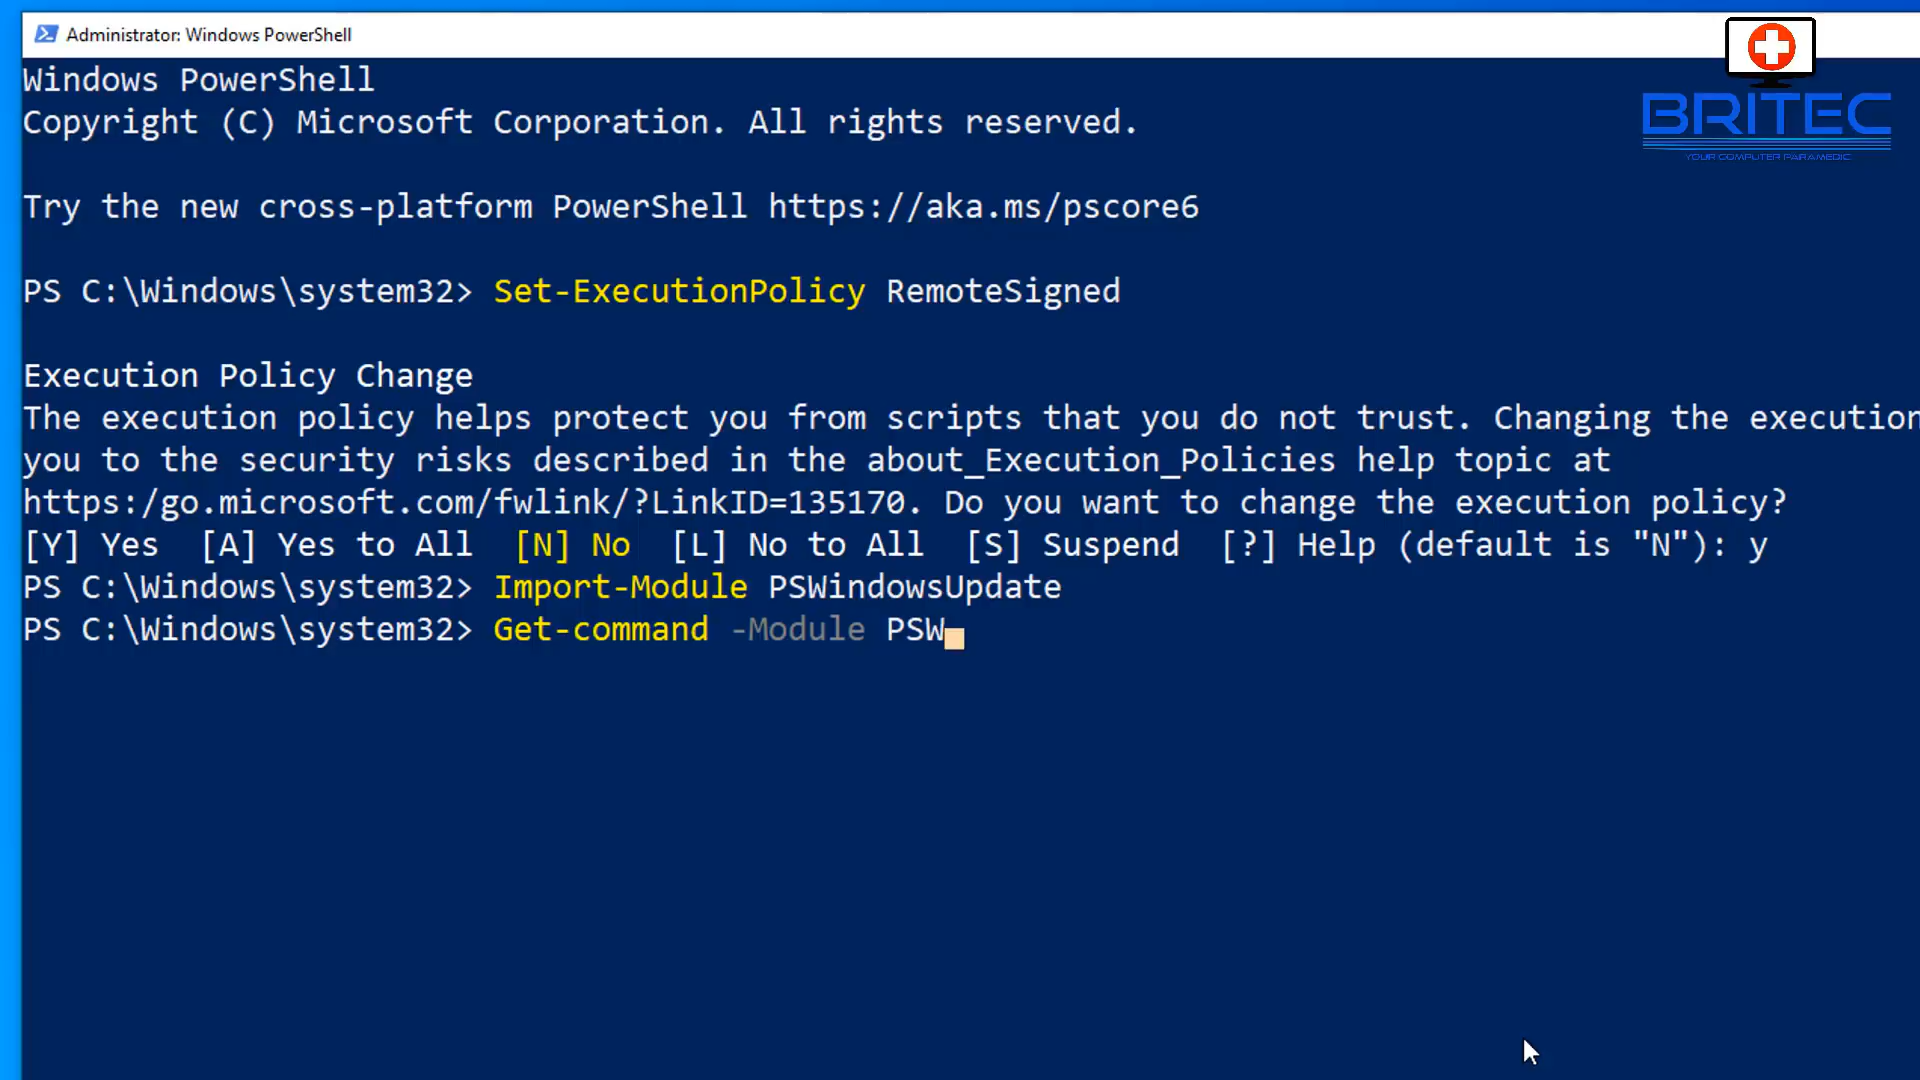 Administrator: Windows PowerShell
BRITEC
YOUR COMPUTER PARAMEDIC
Windows PowerShell
Copyright (C) Microsoft Corporation. All rights reserved.
Try the new cross-platform PowerShell https://aka.ms/pscore6
PS C:\Windows\system32> Set-ExecutionPolicy RemoteSigned
Execution Policy Change
The execution policy helps protect you from scripts that you do not trust. Changing the execution
you to the security risks described in the about_Execution_Policies help topic at
https:/go.microsoft.com/fwlink/?LinkID=135170. Do you want to change the execution policy?
[Y] Yes  [A] Yes to All  [N] No  [L] No to All  [S] Suspend  [?] Help (default is "N"): y
PS C:\Windows\system32> Import-Module PSWindowsUpdate
PS C:\Windows\system32> Get-command -Module PSW